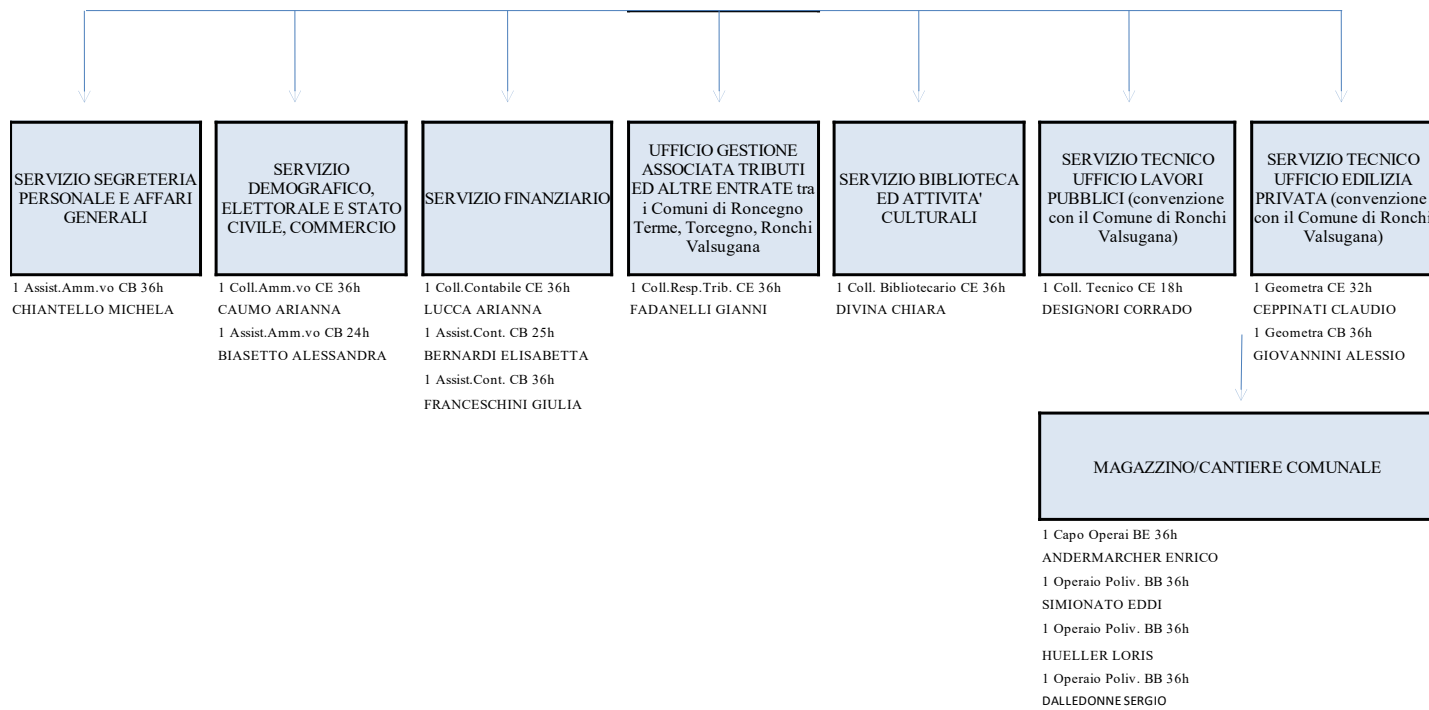 SERVIZIO SEGRETERIA
PERSONALE E AFFARI
GENERALI
1 Assist.Amm.vo CB 36h
CHIANTELLO MICHELA
SERVIZIO
DEMOGRAFICO,
ELETTORALE E STATO
CIVILE, COMMERCIO
1 Coll.Amm.vo CE 36h
CAUMO ARIANNA
1 Assist.Amm.vo CB 24h
BIASETTO ALESSANDRA
SERVIZIO FINANZIARIO
1 Coll.Contabile CE 36h
LUCCA ARIANNA
1 Assist.Cont. CB 25h
BERNARDI ELISABETTA
1 Assist.Cont. CB 36h
FRANCESCHINI GIULIA
UFFICIO GESTIONE
ASSOCIATA TRIBUTI
ED ALTRE ENTRATE tra
i Comuni di Roncegno
Terme, Torcegno, Ronchi
Valsugana
1 Coll.Resp.Trib. CE 36h
FADANELLI GIANNI
SERVIZIO BIBLIOTECA
ED ATTIVITA' 
CULTURALI
1 Coll. Bibliotecario CE 36h
DIVINA CHIARA
SERVIZIO TECNICO
UFFICIO LAVORI
PUBBLICI (convenzione
con il Comune di Ronchi
Valsugana)
1 Coll. Tecnico CE 18h
DESIGNORI CORRADO
SERVIZIO TECNICO
UFFICIO EDILIZIA
PRIVATA (convenzione
con il Comune di Ronchi
Valsugana)
1 Geometra CE 32h
CEPPINATI CLAUDIO
1 Geometra CB 36h
GIOVANNINI ALESSIO
MAGAZZINO/CANTIERE COMUNALE
1 Capo Operai BE 36h
ANDERMARCHER ENRICO
1 Operaio Poliv. BB 36h
SIMIONATO EDDI
1 Operaio Poliv. BB 36h
HUELLER LORIS
1 Operaio Poliv. BB 36h
DALLEDONNE SERGIO